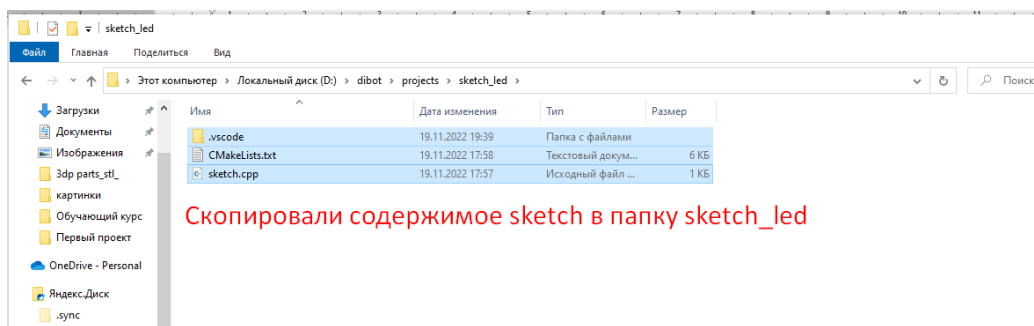 sketch_led
Файл Главная Поделиться Вид
Этот компьютер › Локальный диск (D:) › dibot › projects › sketch_led › Поиск
Загрузки
Документы
Изображения
3dp parts_stl_
картинки
Обучающий курс
Первый проект
OneDrive - Personal
Яндекс.Диск
.sync
Имя Дата изменения Тип Размер
.vscode 19.11.2022 19:39 Папка с файлами
CMakeLists.txt 19.11.2022 17:58 Текстовый докум... 6 КБ
sketch.cpp 19.11.2022 17:57 Исходный файл ... 1 КБ
Скопировали содержимое sketch в папку sketch_led